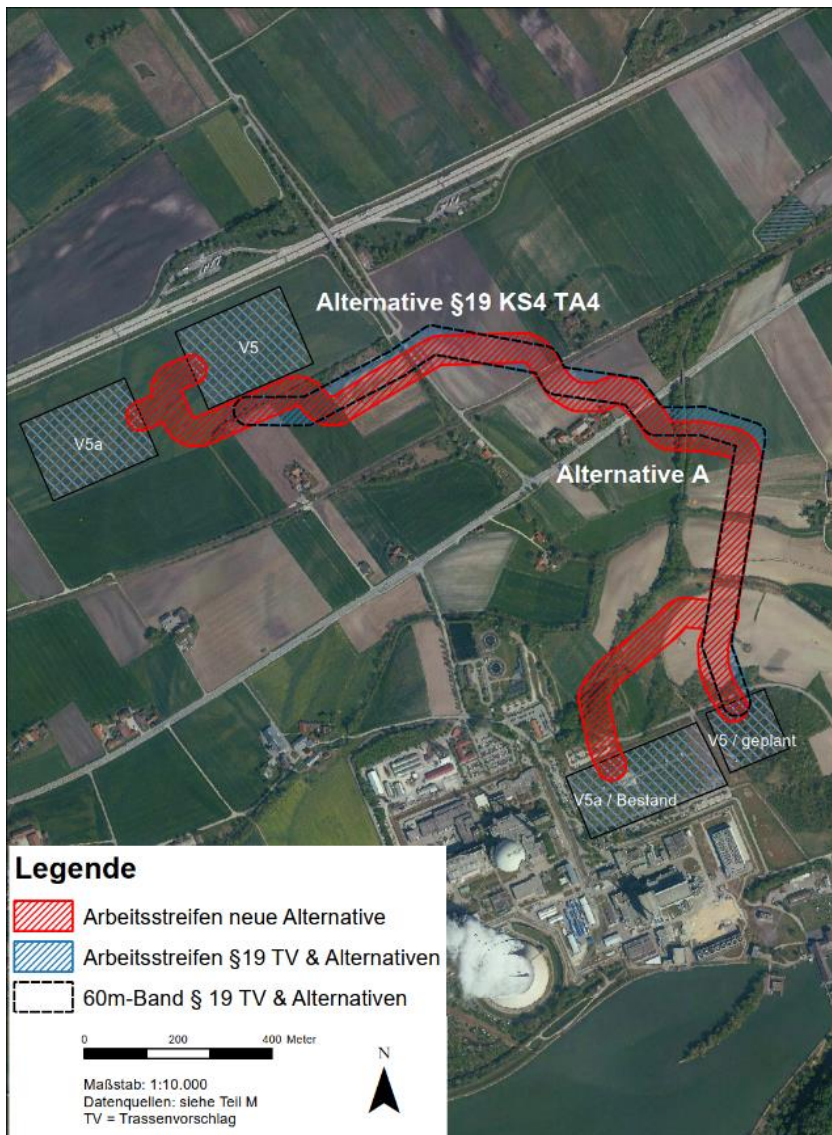 Alternative §19 KS4 TA4
V5
V5a
Alternative A
V5 / geplant
V5a / Bestand
Legende
Arbeitsstreifen neue Alternative
Arbeitsstreifen §19 TV & Alternativen
60m-Band § 19 TV & Alternativen
0 200 400 Meter
N
Maßstab: 1:10.000
Datenquellen: siehe Teil M
TV = Trassenvorschlag